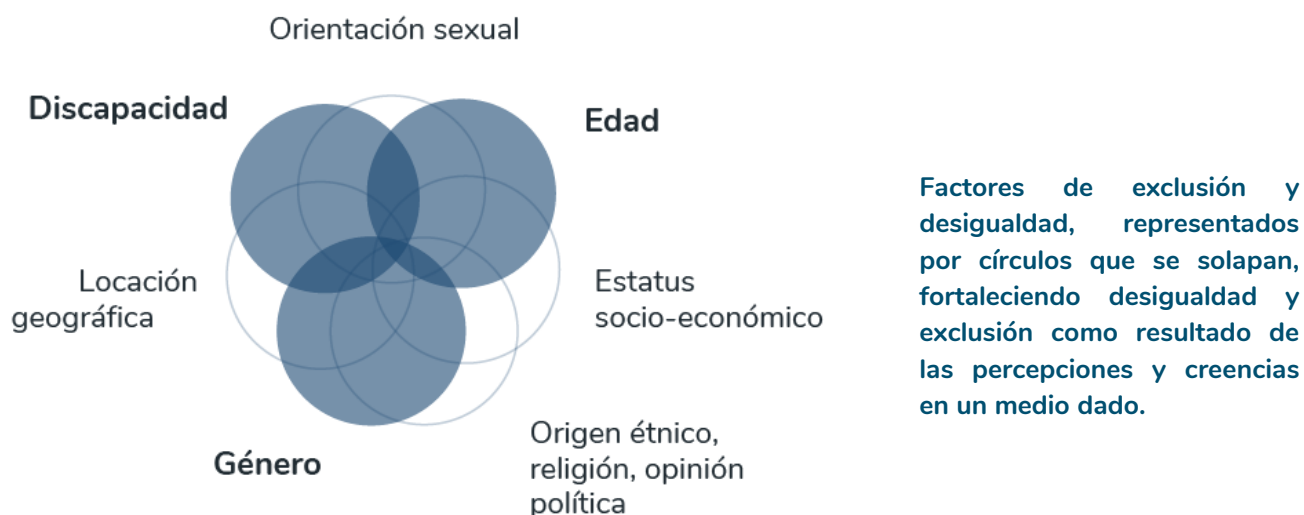 Orientación sexual
Discapacidad
Edad
Locación
geográfica
Estatus
socio-económico
Género
Origen étnico,
religión, opinión
política
Factores de exclusión y
desigualdad, representados
por círculos que se solapan,
fortaleciendo desigualdad y
exclusión como resultado de
las percepciones y creencias
en un medio dado.